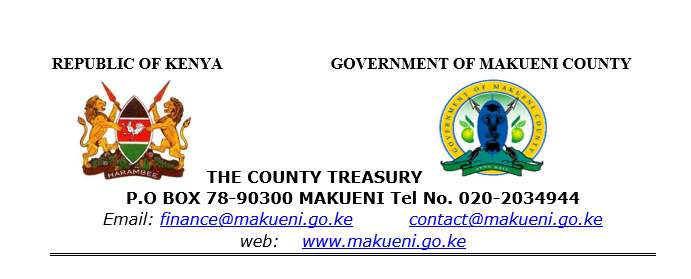 REPUBLIC OF KENYA GOVERNMENT OF MAKUENI COUNTY
HARAMBEE
GOVERNMENT OF MAKUENI COUNTY
THE COUNTY TREASURY
P.O BOX 78-90300 MAKUENI Tel No. 020-2034944
Email: finance@makueni.go.ke contact@makueni.go.ke
web: www.makueni.go.ke